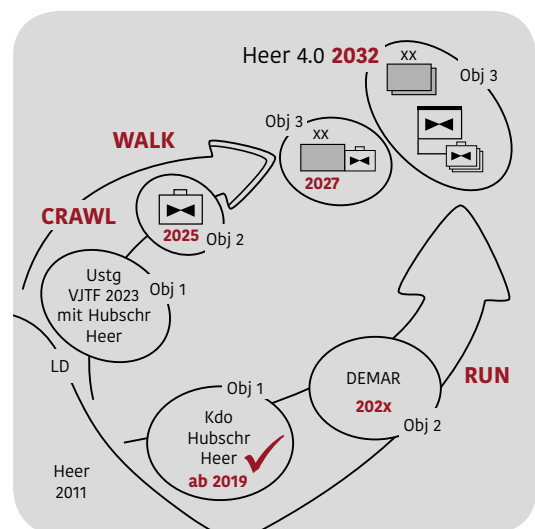 Heer 4.0 2032
xx
Obj 3
Obj 3
xx
2027
WALK
CRAWL
2025
Obj 2
Ustg
VJTF 2023
mit Hubschr
Heer
Obj 1
LD
Obj 1
Kdo
Hubschr
Heer
ab 2019
DEMAR
202x
Obj 2
RUN
Heer
2011